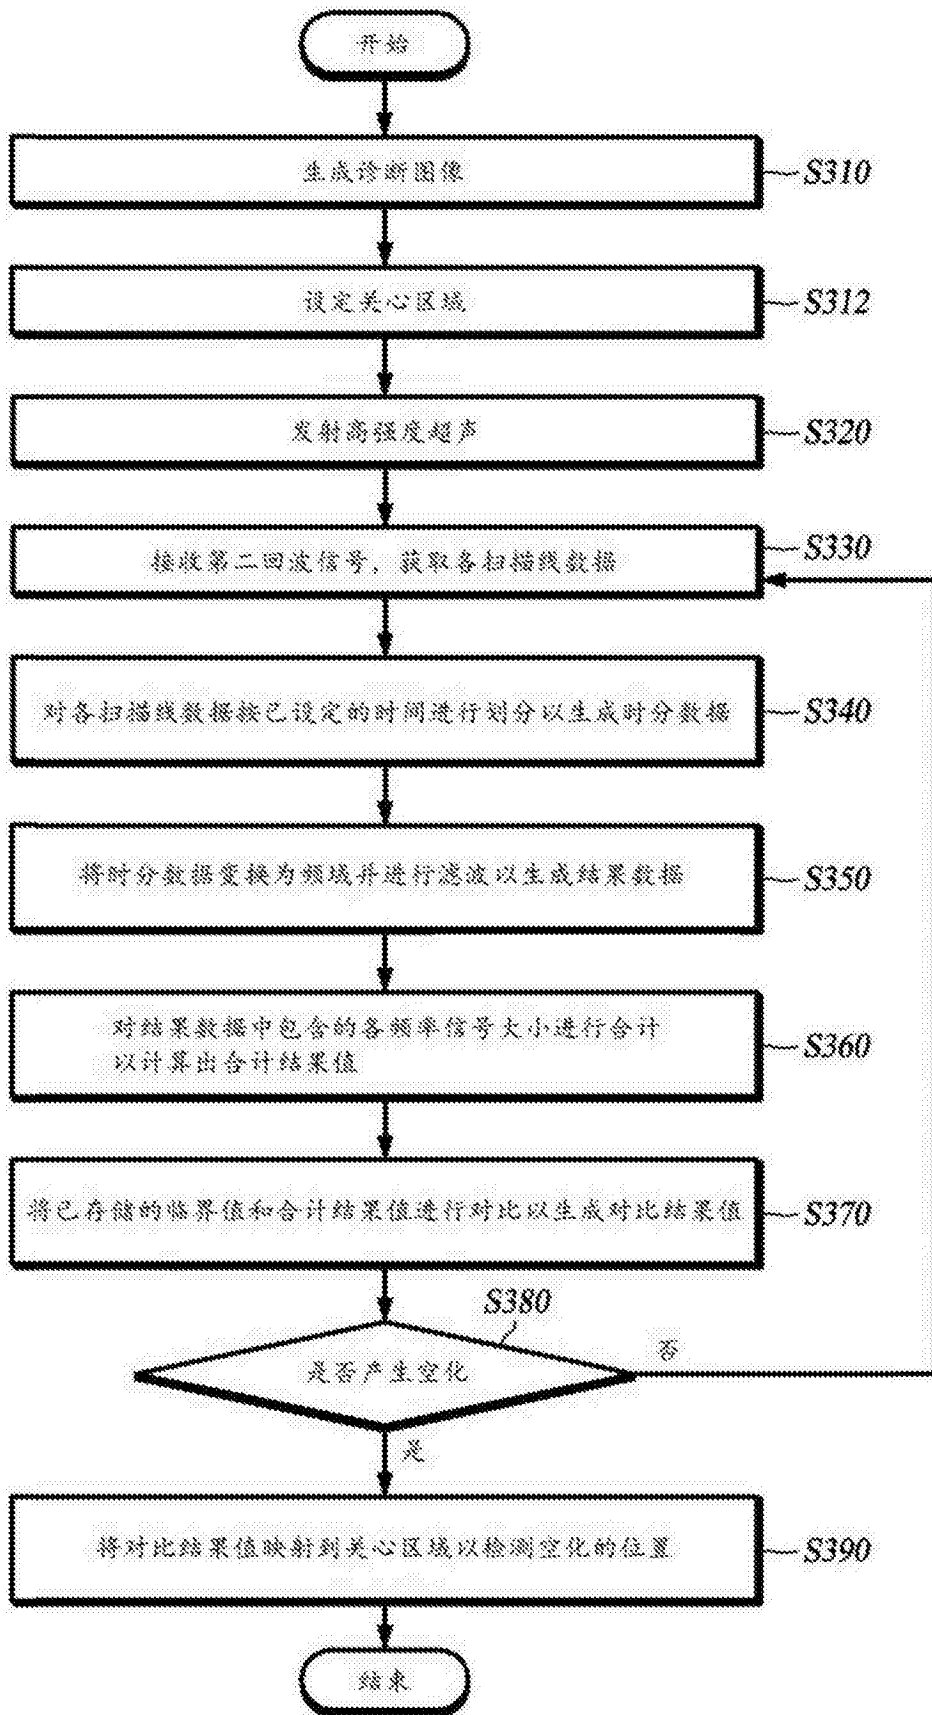 开始
生成诊断图像
S310
设定关心区域
S312
发射高强度超声
S320
接收第二回波信号，获取各扫描线数据
S330
对各扫描线数据按已设定的时间进行划分以生成时分数据
S340
将时分数据变换为频域并进行滤波以生成结果数据
S350
对结果数据中包含的各频率信号大小进行合计
以计算出合计结果值
S360
将已存储的临界值和合计结果值进行对比以生成对比结果值
S370
S380
是否产生空化
否
是
将对比结果值映射到关心区域以检测空化的位置
S390
结束